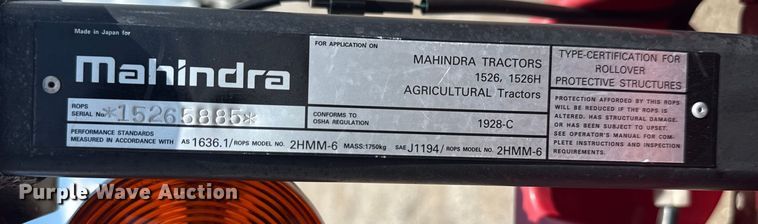 Made in Japan for
Mahindra
FOR APPLICATION ON
MAHINDRA TRACTORS
1526, 1526H
AGRICULTURAL Tractors
TYPE-CERTIFICATION FOR
ROLLOVER
PROTECTIVE STRUCTURES
ROPS
SERIAL No.
*15265885*
CONFORMS TO
OSHA REGULATION
1928-C
PROTECTION AFFORDED BY THIS ROPS
WILL BE REDUCED IF THE ROPS IS
ALTERED. HAS STRUCTURAL DAMAGE.
OR HAS BEEN SUBJECT TO UPSET.
SEE OPERATOR'S MANUAL FOR COM-
PLETE INSTRUCTIONS AND INSPECTION
REQUIREMENTS.
PERFORMANCE STANDARDS
MEASURED IN ACCORDANCE WITH
AS 1636.1/ROPS MODEL NO. 2HMM-6 MASS:1750kg SAE J1194/ROPS MODEL NO. 2HMM-6
Purple Wave Auction